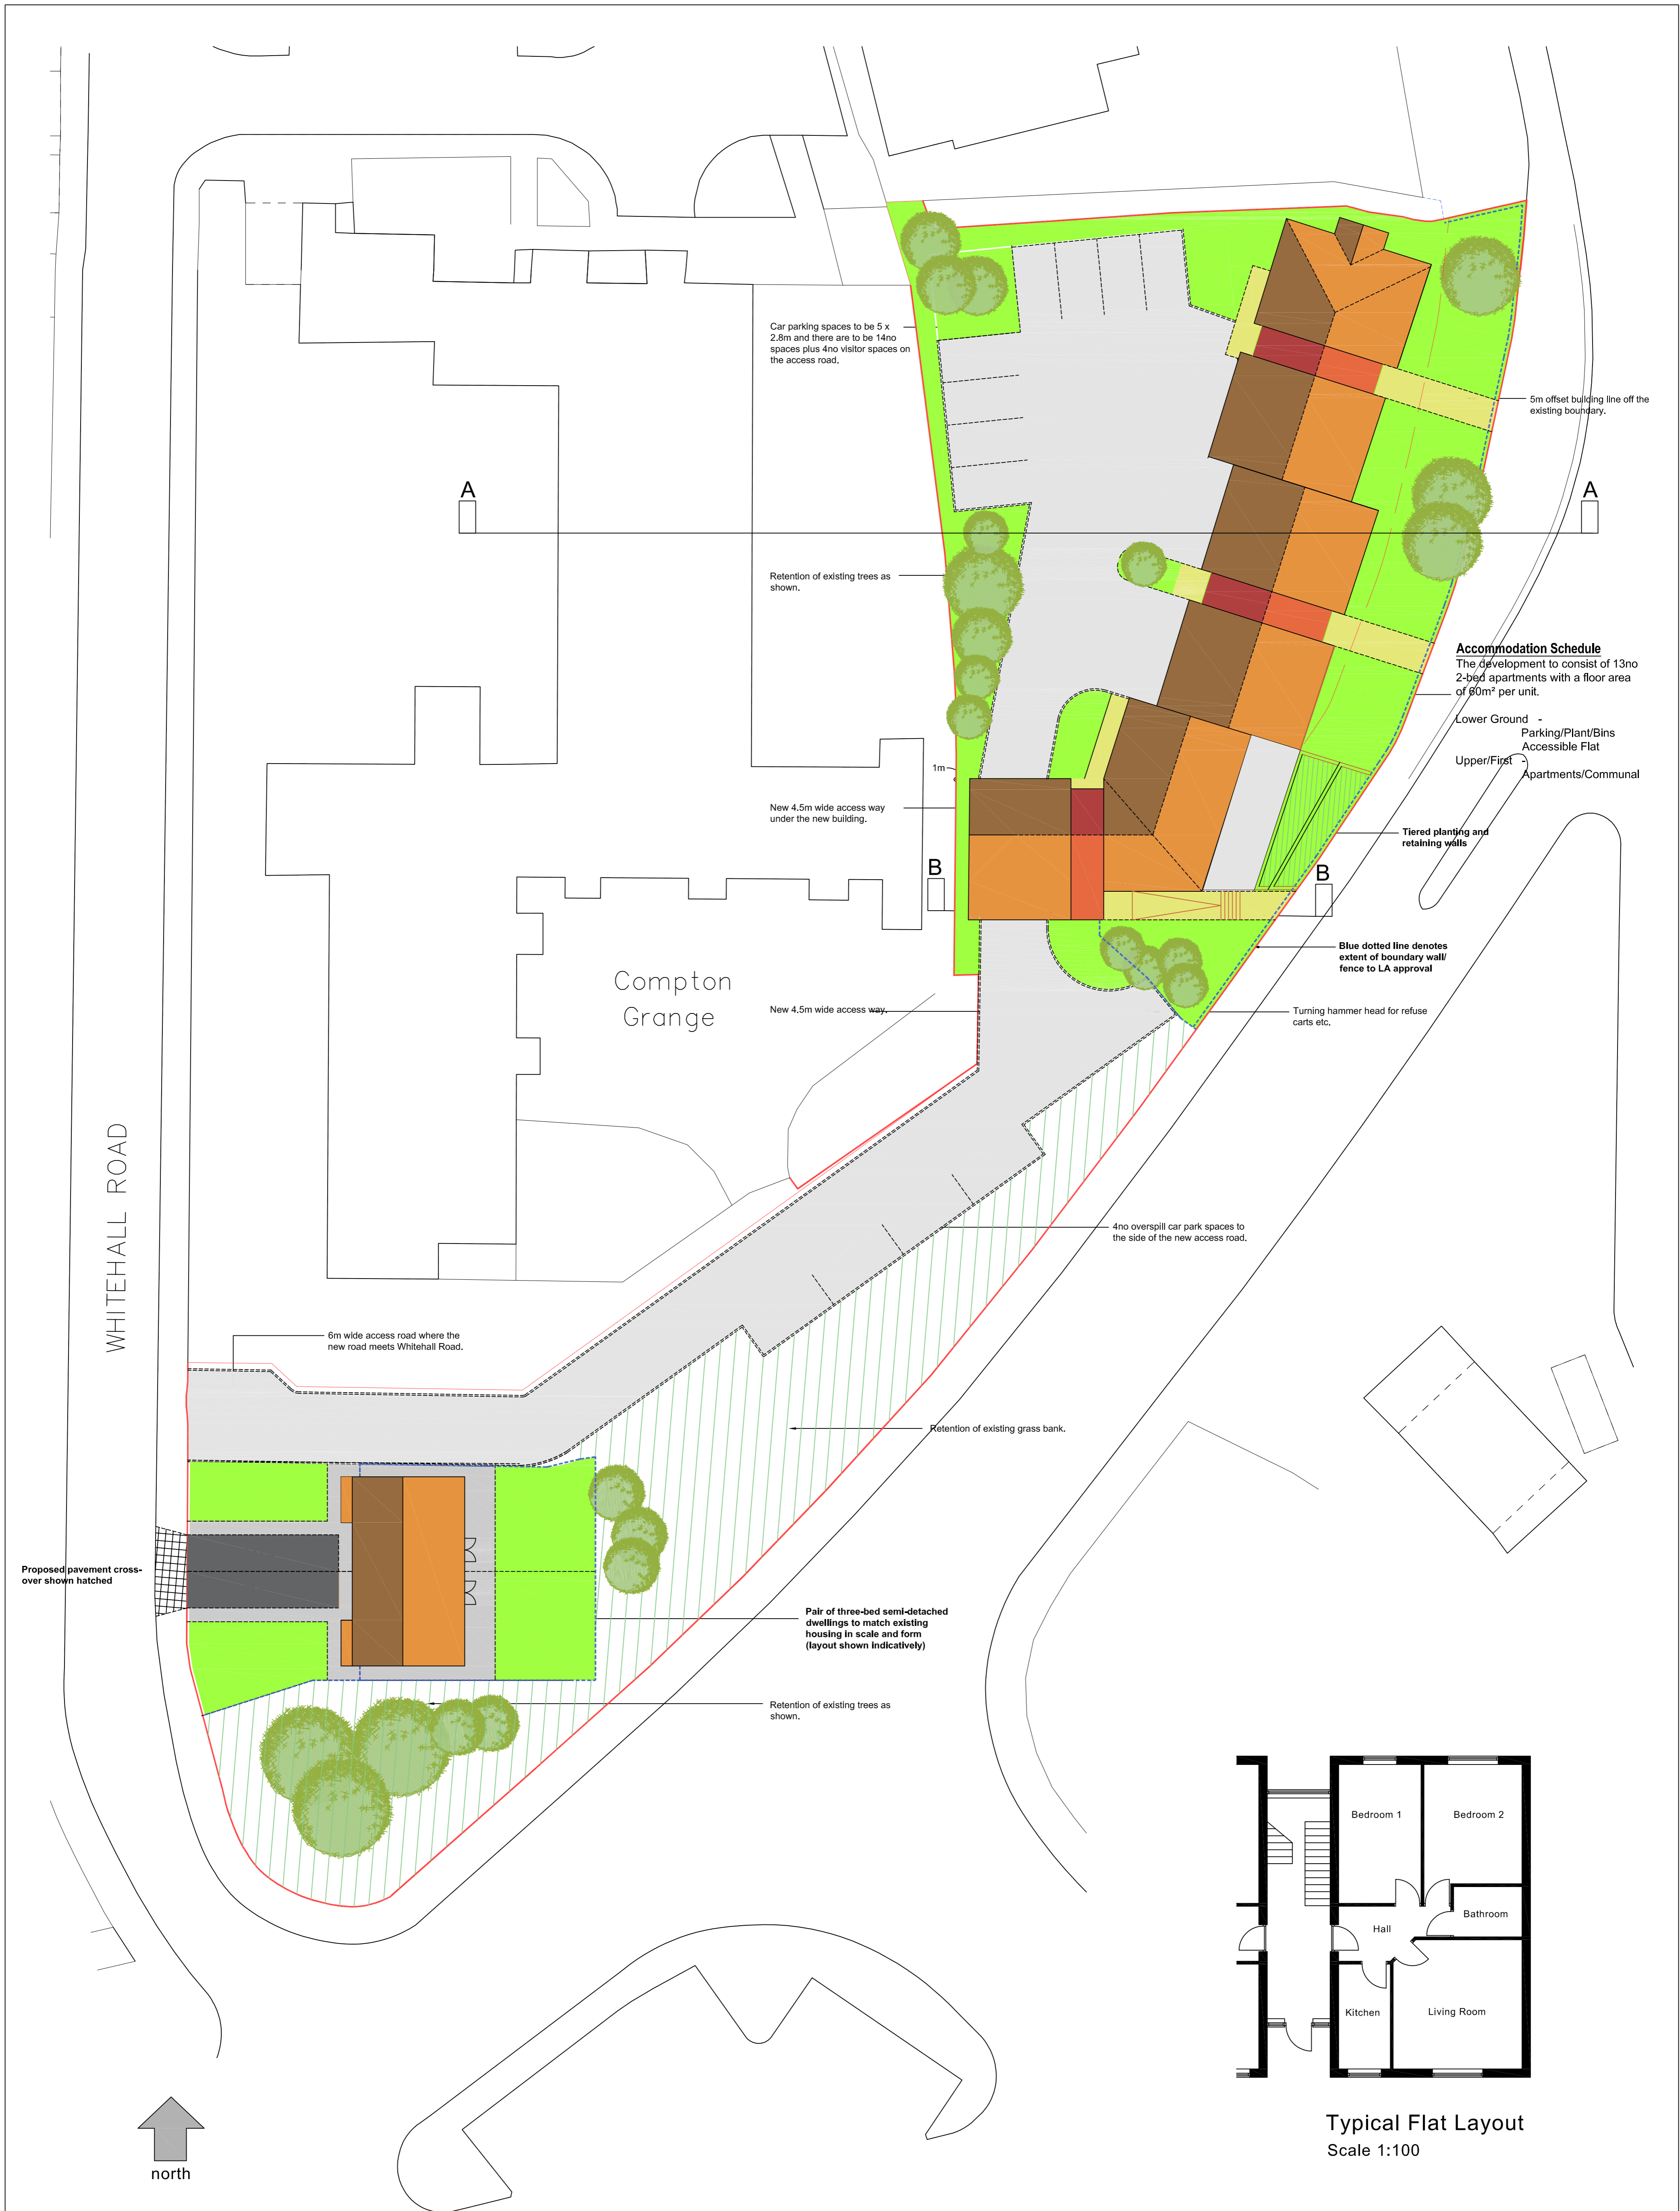 Car parking spaces to be 5 x
2.8m and there are to be 14no
spaces plus 4no visitor spaces on
the access road.
5m offset building line off the
existing boundary.
A
A
Retention of existing trees as
shown.
Accommodation Schedule
The development to consist of 13no
2-bed apartments with a floor area
of 60m² per unit.
Lower Ground -
Parking/Plant/Bins
Accessible Flat
Upper/First -
Apartments/Communal
1m
New 4.5m wide access way
under the new building.
Tiered planting and
retaining walls
B
B
Blue dotted line denotes
extent of boundary wall/
fence to LA approval
Compton
Grange
New 4.5m wide access way.
Turning hammer head for refuse
carts etc.
WHITEHALL ROAD
4no overspill car park spaces to
the side of the new access road.
6m wide access road where the
new road meets Whitehall Road.
Retention of existing grass bank.
Proposed pavement cross-
over shown hatched
Pair of three-bed semi-detached
dwellings to match existing
housing in scale and form
(layout shown indicatively)
Retention of existing trees as
shown.
Bedroom 1
Bedroom 2
Bathroom
Hall
Kitchen
Living Room
Typical Flat Layout
Scale 1:100
north